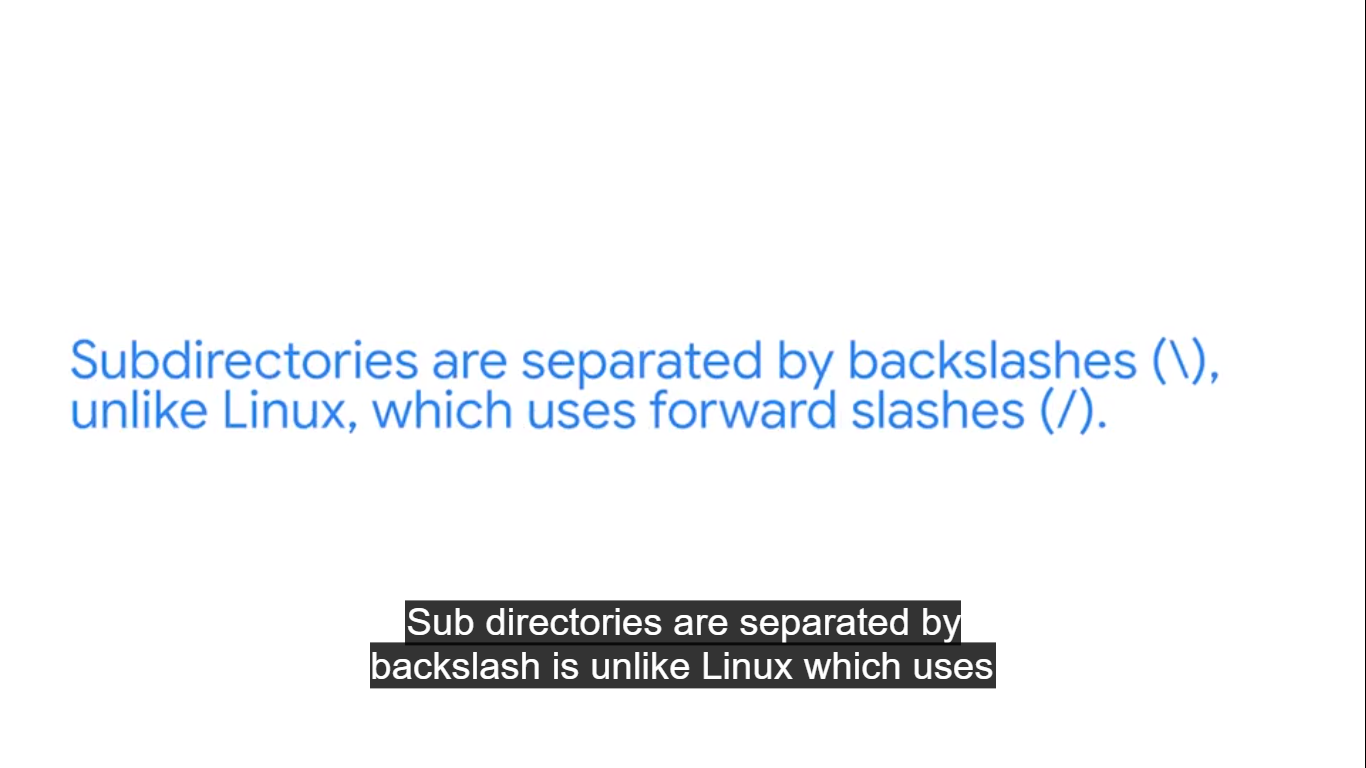 Subdirectories are separated by backslashes (\),
unlike Linux, which uses forward slashes (/).
Sub directories are separated by
backslash is unlike Linux which uses